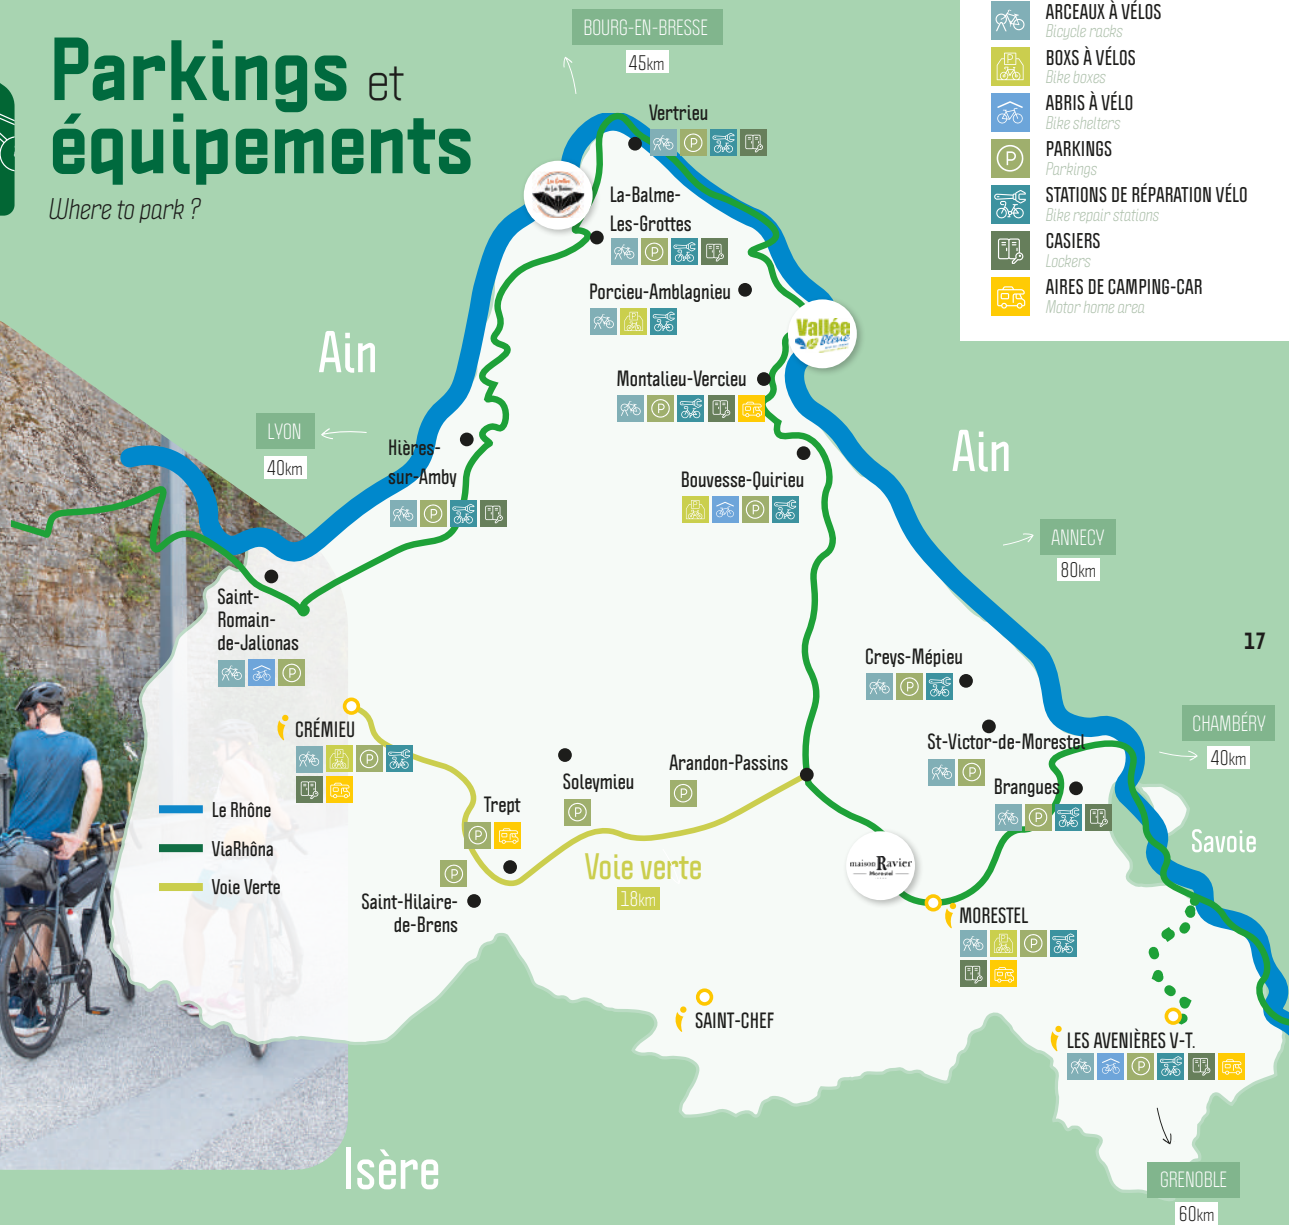 Parkings et
équipements
Where to park ?
ARCEAUX À VÉLOS
Bicycle racks
BOXS À VÉLOS
Bike boxes
ABRIS À VÉLO
Bike shelters
PARKINGS
Parkings
STATIONS DE RÉPARATION VÉLO
Bike repair stations
CASIERS
Lockers
AIRES DE CAMPING-CAR
Motor home area
BOURG-EN-BRESSE
45km
Vertrieu
La-Balme-
Les-Grottes
Porcieu-Amblagnieu
Vallée
Bleue
Ain
Montalieu-Vercieu
LYON
40km
Hières-
sur-Amby
Bouvesse-Quirieu
Ain
ANNECY
80km
Saint-
Romain-
de-Jalionas
17
Creys-Mépieu
CRÉMIEU
St-Victor-de-Morestel
CHAMBÉRY
40km
Arandon-Passins
Soleymieu
Brangues
Trept
Le Rhône
ViaRhôna
Voie Verte
Savoie
Voie verte
18km
maison Ravier
Morestel
Saint-Hilaire-
de-Brens
MORESTEL
SAINT-CHEF
LES AVENIÈRES V-T.
Isère
GRENOBLE
60km